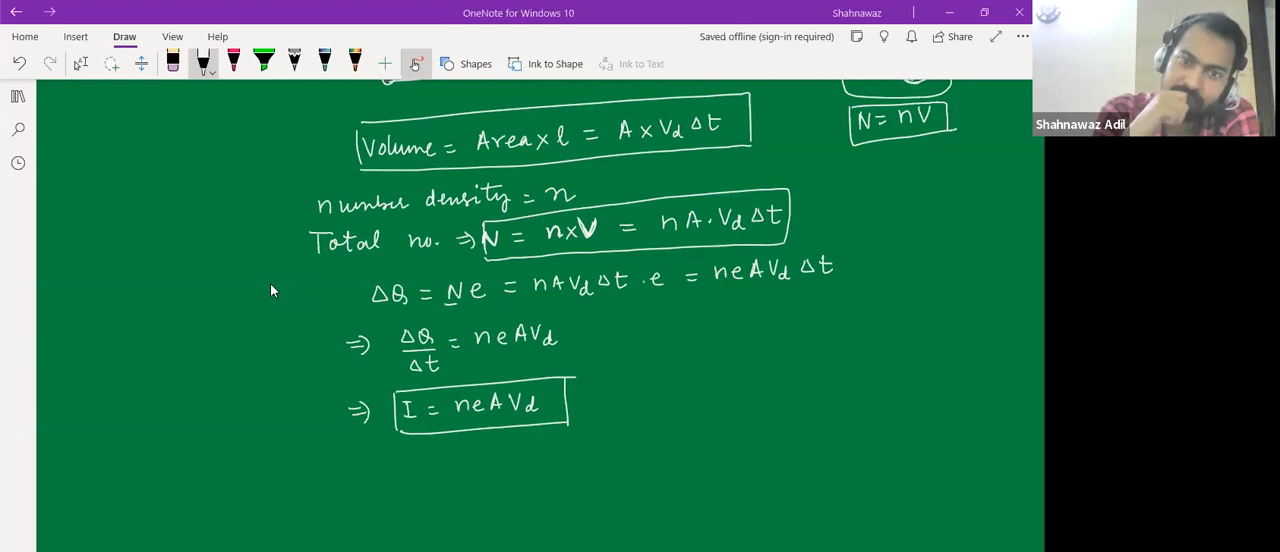 OneNote for Windows 10
Shahnawaz
Home Insert Draw View Help
Saved offline (sign-in required)
Share
Shapes
Ink to Shape
Ink to Text
Shahnawaz Adil
N = nV
Volume = Area x l = A x Vd Δt
number density = n
Total no. ⇒ N = n x V = nA.Vd Δt
ΔQ = Ne = nAVd Δt . e = neAVd Δt
⇒ ΔQ/Δt = neAVd
⇒ I = neAVd